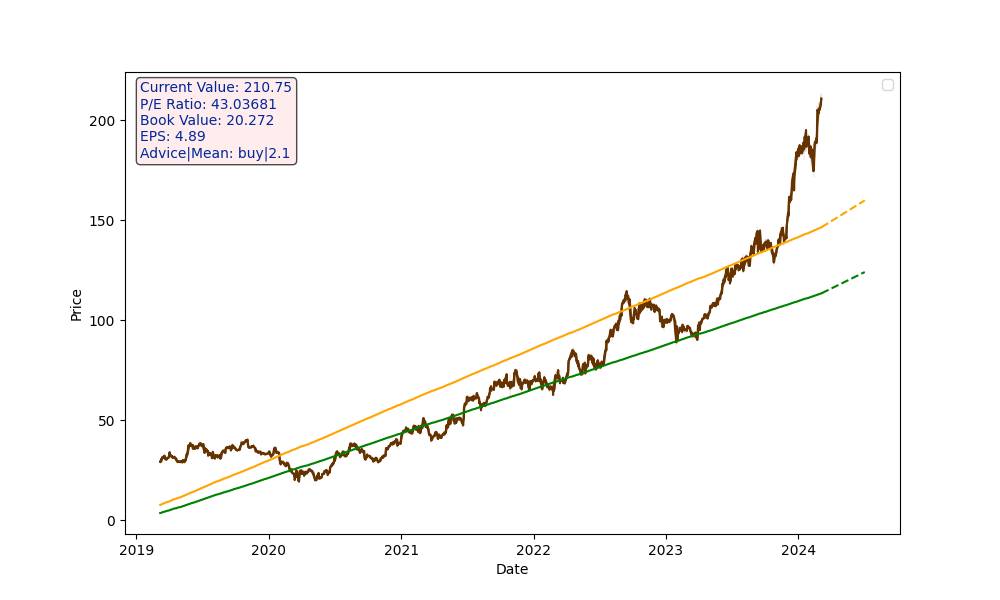 Current Value: 210.75
P/E Ratio: 43.03681
Book Value: 20.272
EPS: 4.89
Advice|Mean: buy|2.1
200
150
100
50
0
Price
2019 2020 2021 2022 2023 2024
Date